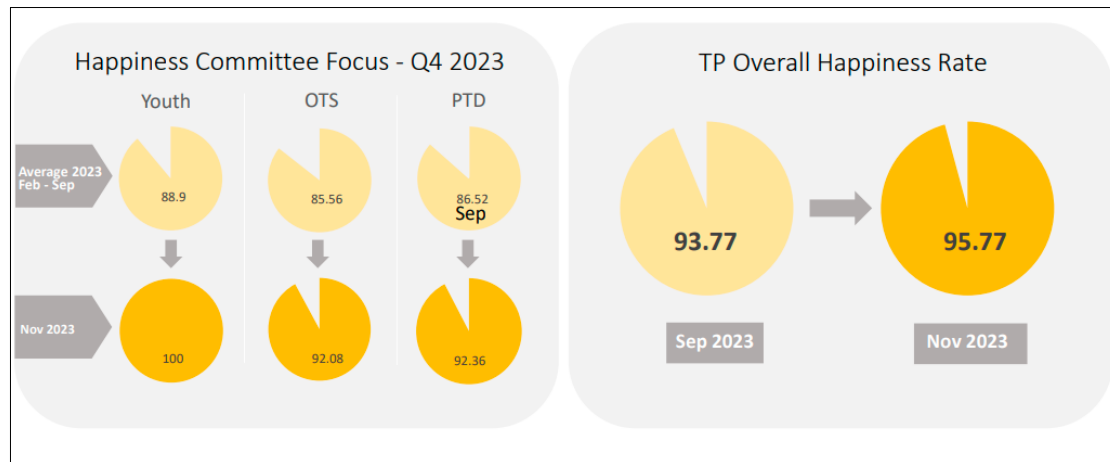 Happiness Committee Focus - Q4 2023
Youth OTS PTD
Average 2023
Feb - Sep
88.9 85.56 86.52
Sep
Nov 2023
100 92.08 92.36
TP Overall Happiness Rate
93.77 95.77
Sep 2023 Nov 2023